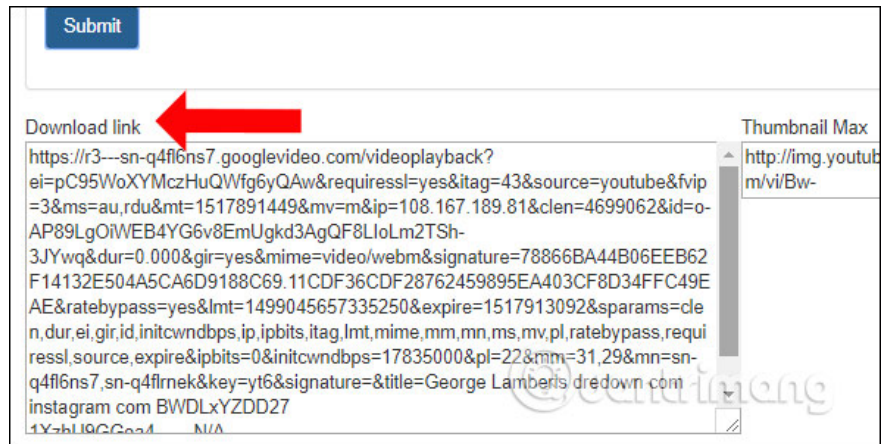 Submit
Download link
Thumbnail Max
https://r3---sn-q4fl6ns7.googlevideo.com/videoplayback?
ei=pC95WoXYMczHuQWfg6yQAw&requiressl=yes&itag=43&source=youtube&fvip
=3&ms=au,rdu&mt=1517891449&mv=m&ip=108.167.189.81&clen=4699062&id=o-
AP89LgOiWEB4YG6v8EmUgkd3AgQF8LIoLm2TSh-
3JYwq&dur=0.000&gir=yes&mime=video/webm&signature=78866BA44B06EEB62
F14132E504A5CA6D9188C69.11CDF36CDF28762459895EA403CF8D34FFC49E
AE&ratebypass=yes&lmt=1499045657335250&expire=1517913092&sparams=cle
n,dur,ei,gir,id,initcwndbps,ip,ipbits,itag,lmt,mime,mm,mn,ms,mv,pl,ratebypass,requi
ressl,source,expire&ipbits=0&initcwndbps=17835000&pl=22&mm=31,29&mn=sn-
q4fl6ns7,sn-q4flrnek&key=yt6&signature=&title=George Lamberis dredown com
instagram com BWDLxYZDD27
http://img.youtub
m/vi/Bw-
uantrimang